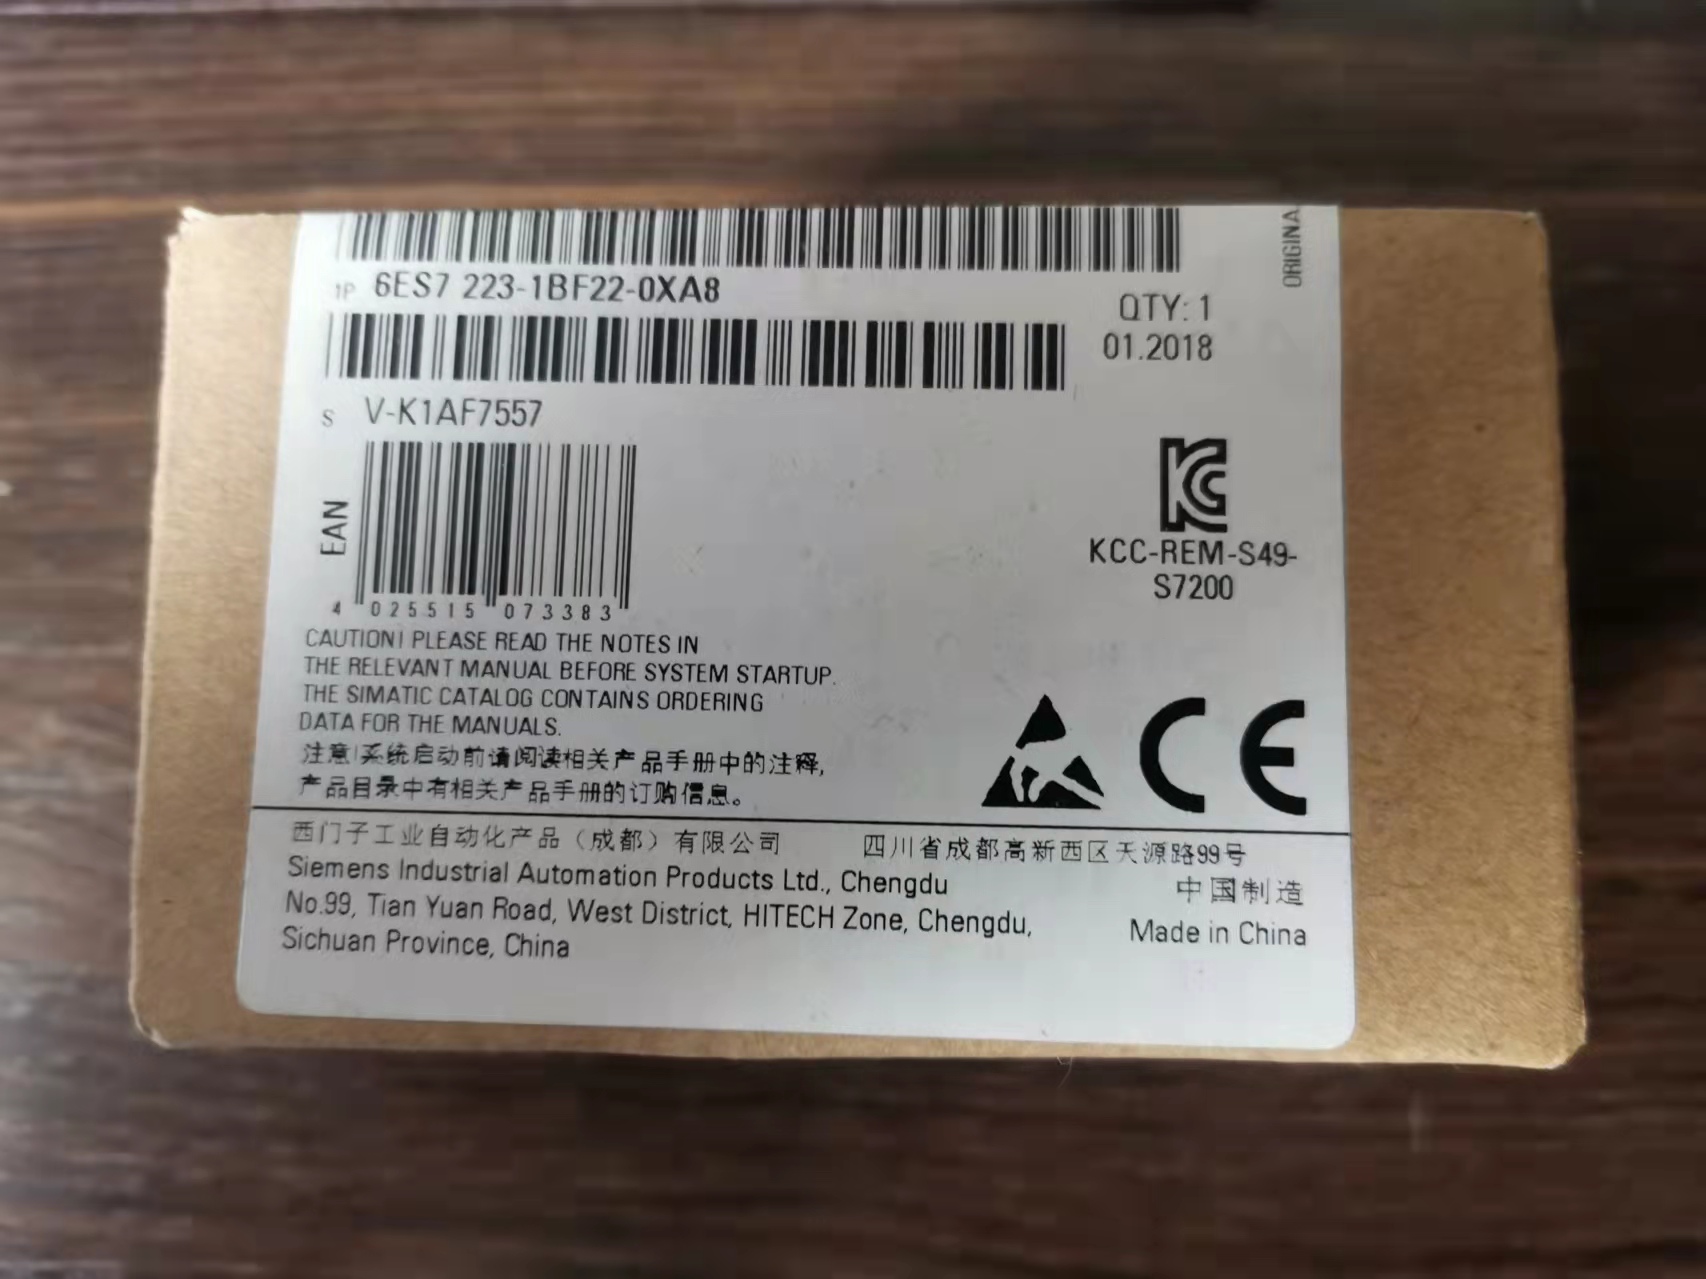 ORIGINA
1P 6ES7 223-1BF22-0XA8
QTY: 1
01.2018
S V-K1AF7557
EAN
4 025515 073383
KCC-REM-S49-
S7200
CAUTION! PLEASE READ THE NOTES IN
THE RELEVANT MANUAL BEFORE SYSTEM STARTUP.
THE SIMATIC CATALOG CONTAINS ORDERING
DATA FOR THE MANUALS.
注意!系统启动前请阅读相关产品手册中的注释,
产品目录中有相关产品手册的订购信息。
CE
西门子工业自动化产品（成都）有限公司 四川省成都高新西区天源路99号
Siemens Industrial Automation Products Ltd., Chengdu
中国制造
No.99, Tian Yuan Road, West District, HITECH Zone, Chengdu,
Made in China
Sichuan Province, China